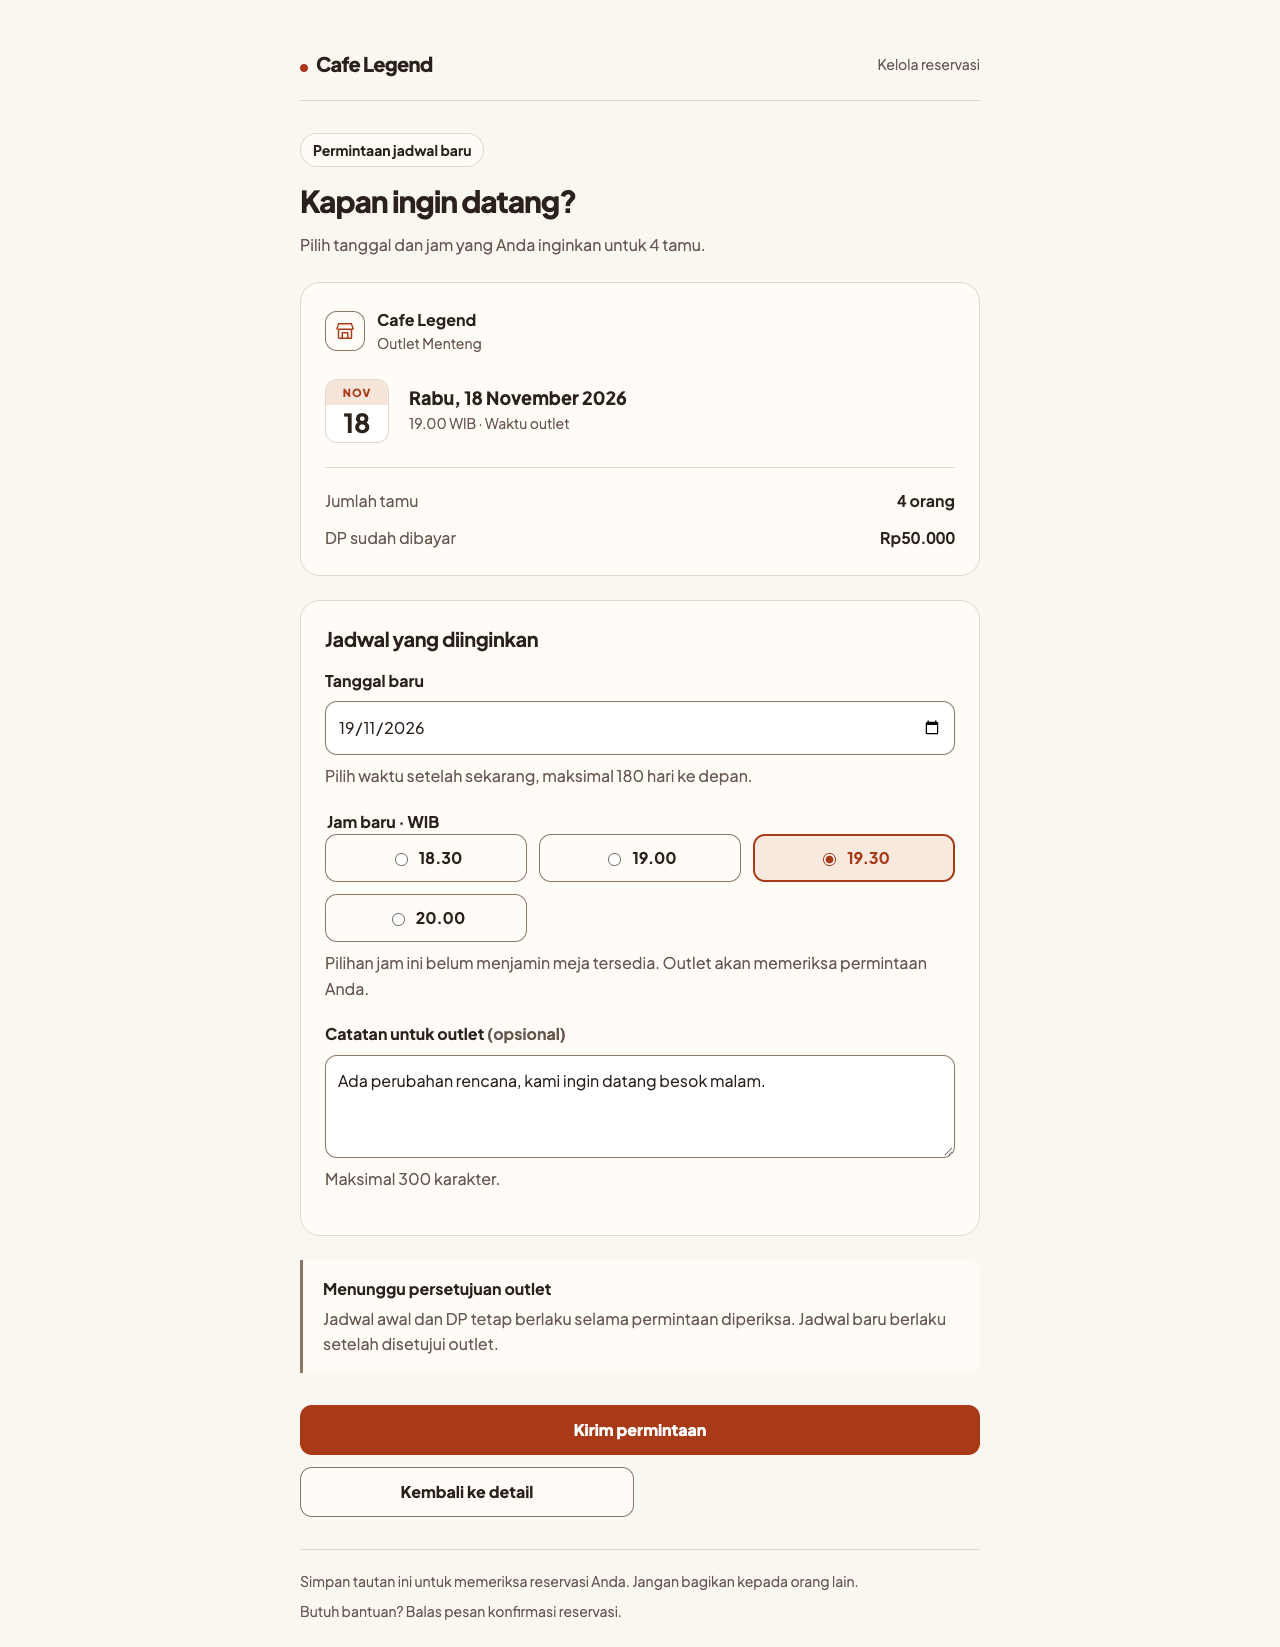 Cafe Legend
Kelola reservasi
Permintaan jadwal baru
Kapan ingin datang?
Pilih tanggal dan jam yang Anda inginkan untuk 4 tamu.
Cafe Legend
Outlet Menteng
NOV
18
Rabu, 18 November 2026
19.00 WIB · Waktu outlet
Jumlah tamu
4 orang
DP sudah dibayar
Rp50.000
Jadwal yang diinginkan
Tanggal baru
19/11/2026
Pilih waktu setelah sekarang, maksimal 180 hari ke depan.
Jam baru · WIB
18.30
19.00
19.30
20.00
Pilihan jam ini belum menjamin meja tersedia. Outlet akan memeriksa permintaan
Anda.
Catatan untuk outlet (opsional)
Ada perubahan rencana, kami ingin datang besok malam.
Maksimal 300 karakter.
Menunggu persetujuan outlet
Jadwal awal dan DP tetap berlaku selama permintaan diperiksa. Jadwal baru berlaku
setelah disetujui outlet.
Kirim permintaan
Kembali ke detail
Simpan tautan ini untuk memeriksa reservasi Anda. Jangan bagikan kepada orang lain.
Butuh bantuan? Balas pesan konfirmasi reservasi.